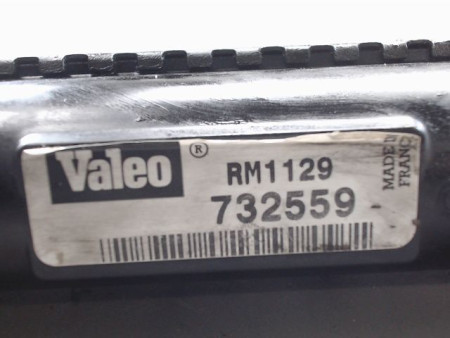 Valeo ®
RM1129
732559
MADE IN
FRANCE